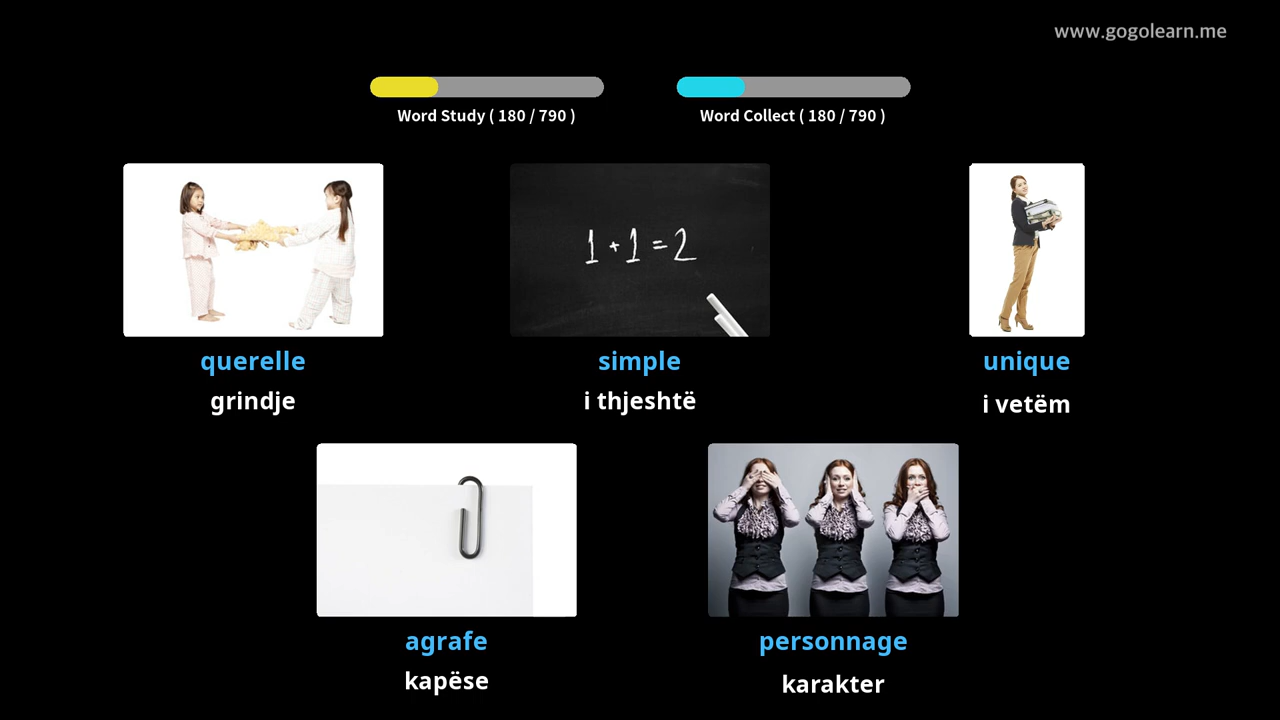 www.gogolearn.me
Word Study ( 180 / 790 )
Word Collect ( 180 / 790 )
1 + 1 = 2
querelle
simple
unique
grindje
i thjeshtë
i vetëm
agrafe
personnage
kapëse
karakter